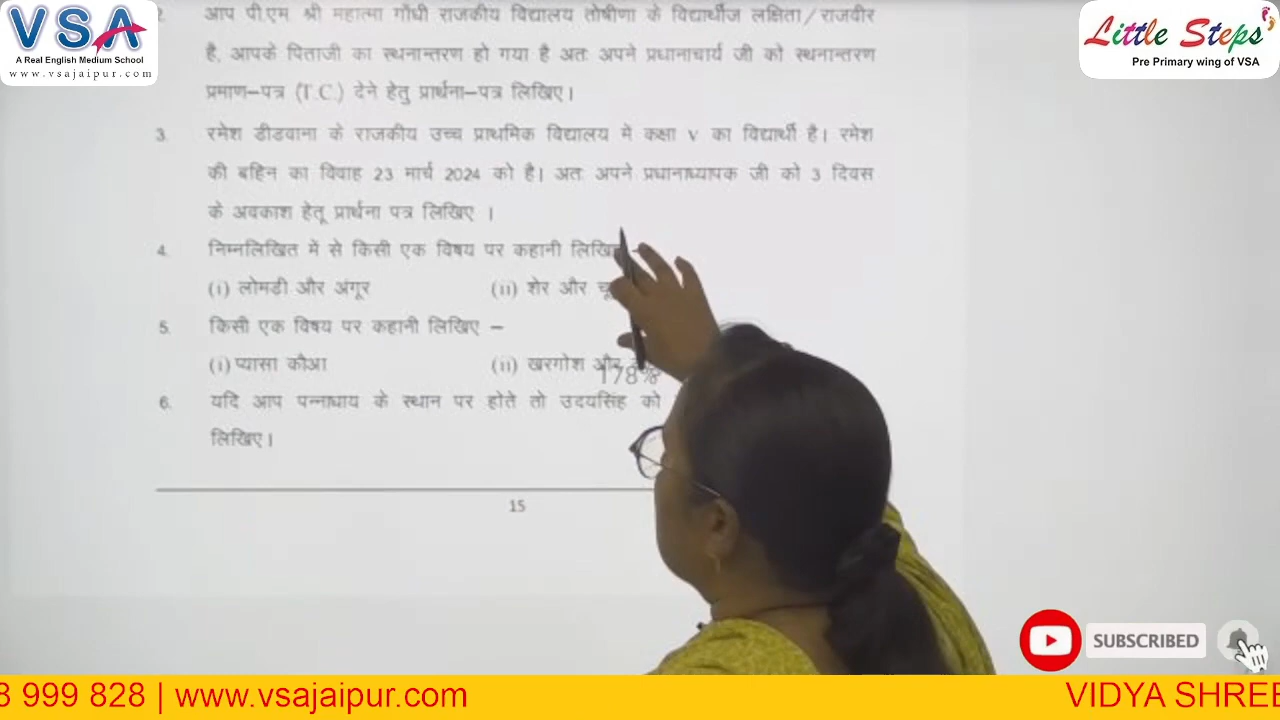 VSA
A Real English Medium School
www.vsajaipur.com
Little Steps
Pre Primary wing of VSA
2. आप पी.एम श्री महात्मा गाँधी राजकीय विद्यालय तोषीणा के विद्यार्थीज लक्षिता/राजवीर
है, आपके पिताजी का स्थनान्तरण हो गया है अतः अपने प्रधानाचार्य जी को स्थनान्तरण
प्रमाण–पत्र (T.C.) देने हेतु प्रार्थना–पत्र लिखिए।
3. रमेश डीडवाना के राजकीय उच्च प्राथमिक विद्यालय में कक्षा V का विद्यार्थी है। रमेश
की बहिन का विवाह 23 मार्च 2024 को है। अतः अपने प्रधानाध्यापक जी को 3 दिवस
के अवकाश हेतू प्रार्थना पत्र लिखिए ।
4. निम्नलिखित में से किसी एक विषय पर कहानी
(i) लोमडी और अंगूर (ii) शेर और
5. किसी एक विषय पर कहानी लिखिए –
(i) प्यासा कौआ (ii) खरगोश और
178%
6. यदि आप पन्नाधाय के स्थान पर होते तो उदयसिंह को
लिखिए।
15
SUBSCRIBED
8 999 828 | www.vsajaipur.com VIDYA SHREE